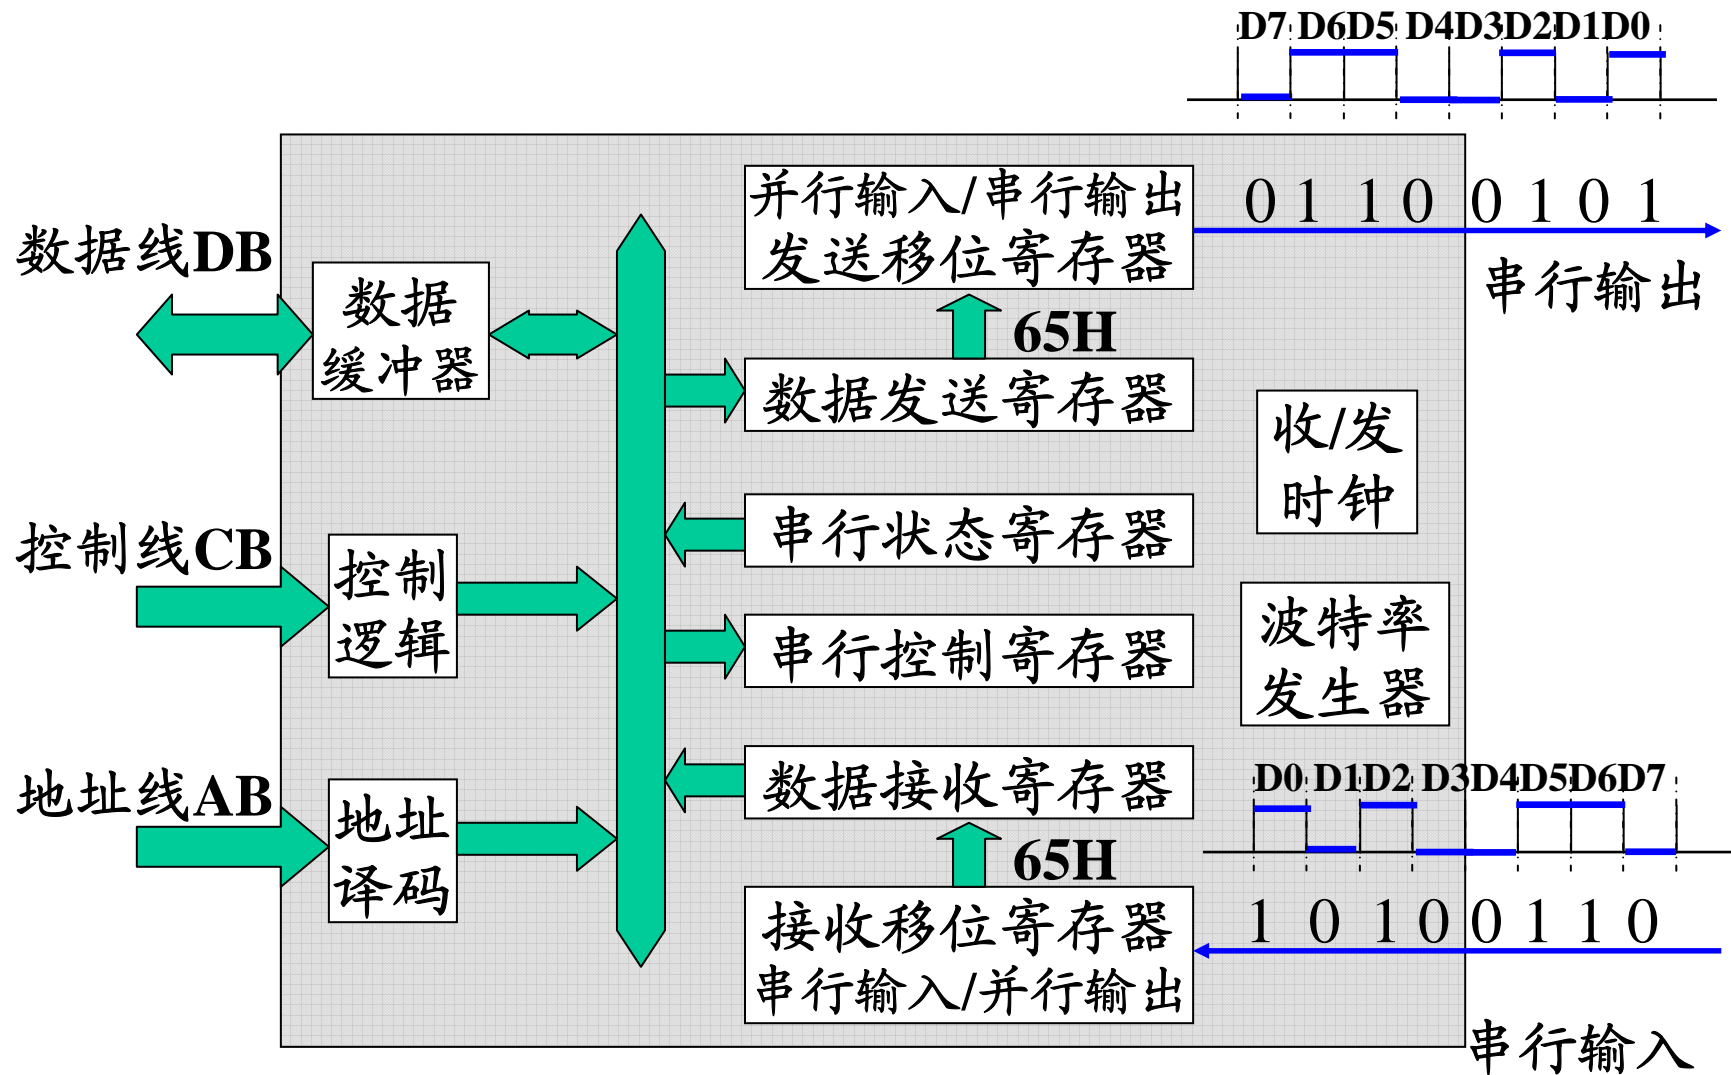 D7 D6D5 D4D3D2D1D0
并行输入/串行输出
发送移位寄存器
0 1 1 0 0 1 0 1
串行输出
数据线DB
数据
缓冲器
65H
数据发送寄存器
收/发
时钟
控制线CB
控制
逻辑
串行状态寄存器
串行控制寄存器
波特率
发生器
地址线AB
地址
译码
数据接收寄存器
D0 D1D2 D3D4D5D6D7
65H
接收移位寄存器
串行输入/并行输出
1 0 1 0 0 1 1 0
串行输入